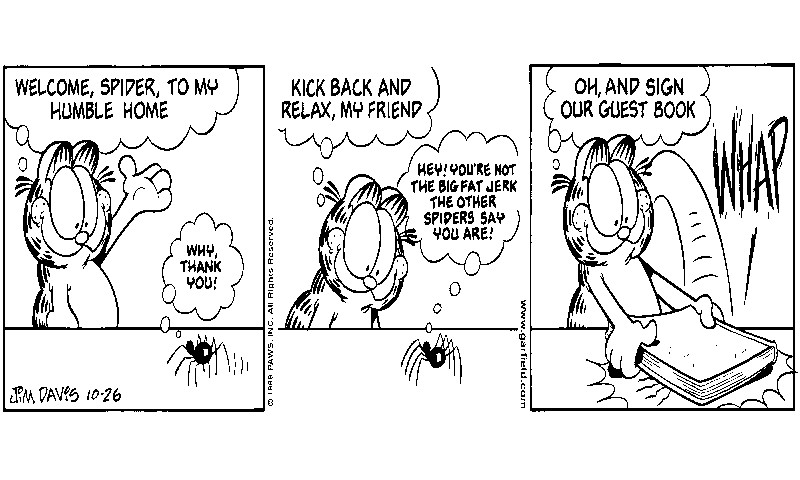 WELCOME, SPIDER, TO MY
HUMBLE HOME
WHY,
THANK
YOU!
JIM DAVIS 10-26
© 1998 PAWS, INC. All Rights Reserved.
KICK BACK AND
RELAX, MY FRIEND
HEY! YOU'RE NOT
THE BIG FAT JERK
THE OTHER
SPIDERS SAY
YOU ARE!
www.garfield.com
OH, AND SIGN
OUR GUEST BOOK
WHAP